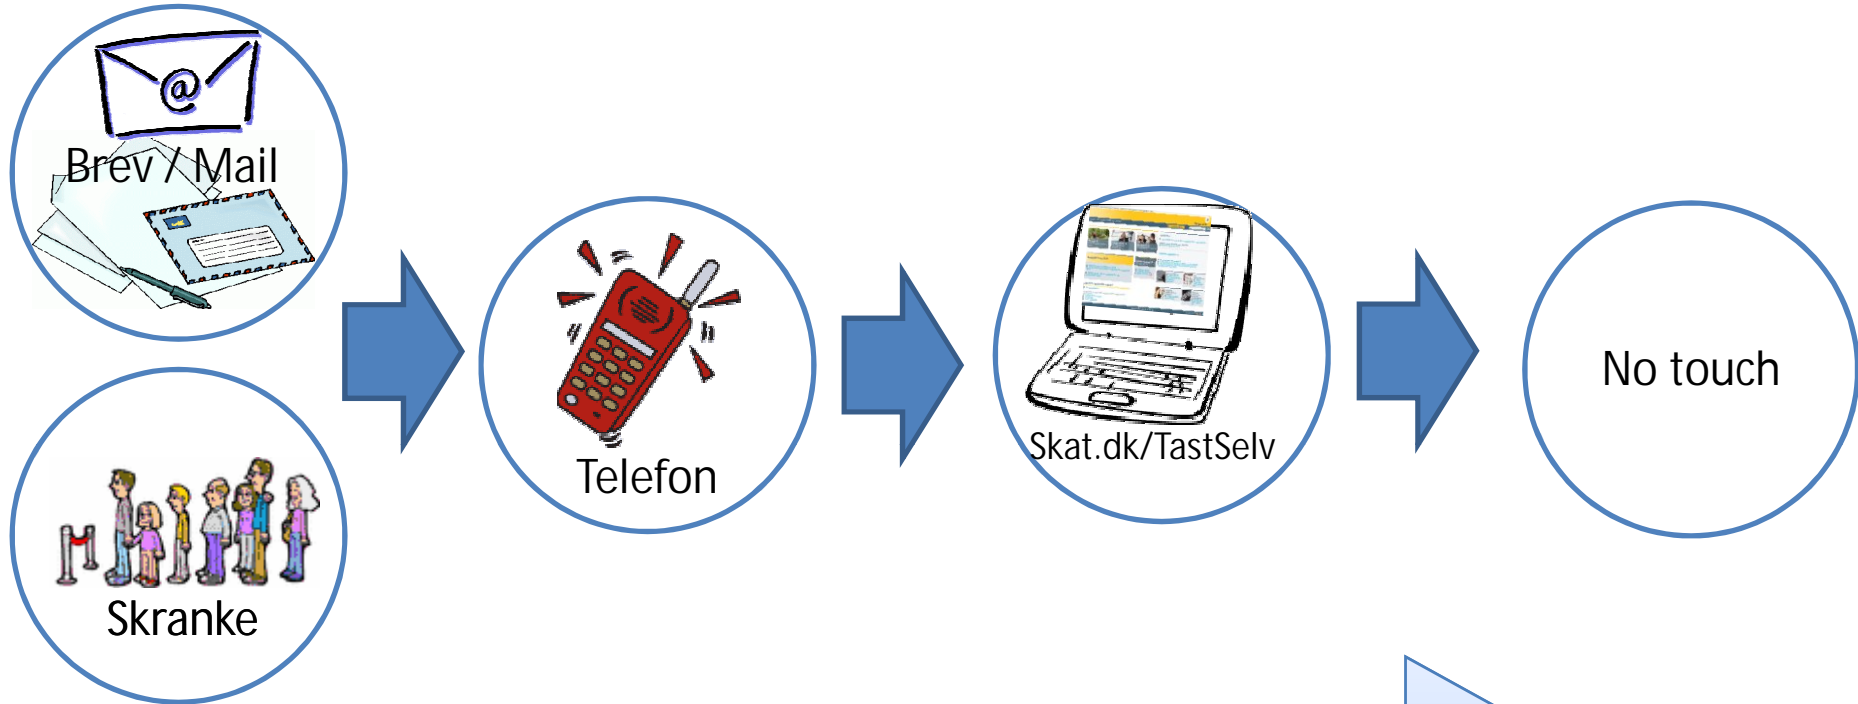 @
Brev / Mail
Skranke
Telefon
Skat.dk/TastSelv
No touch